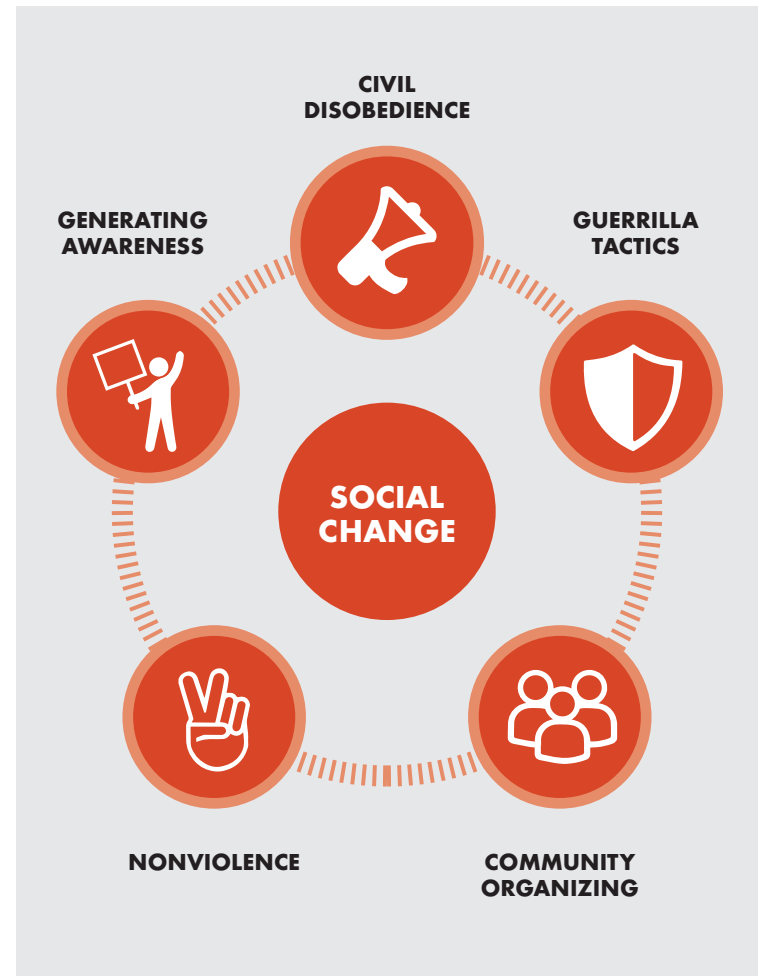 CIVIL
DISOBEDIENCE
GENERATING
AWARENESS
GUERRILLA
TACTICS
SOCIAL
CHANGE
NONVIOLENCE
COMMUNITY
ORGANIZING